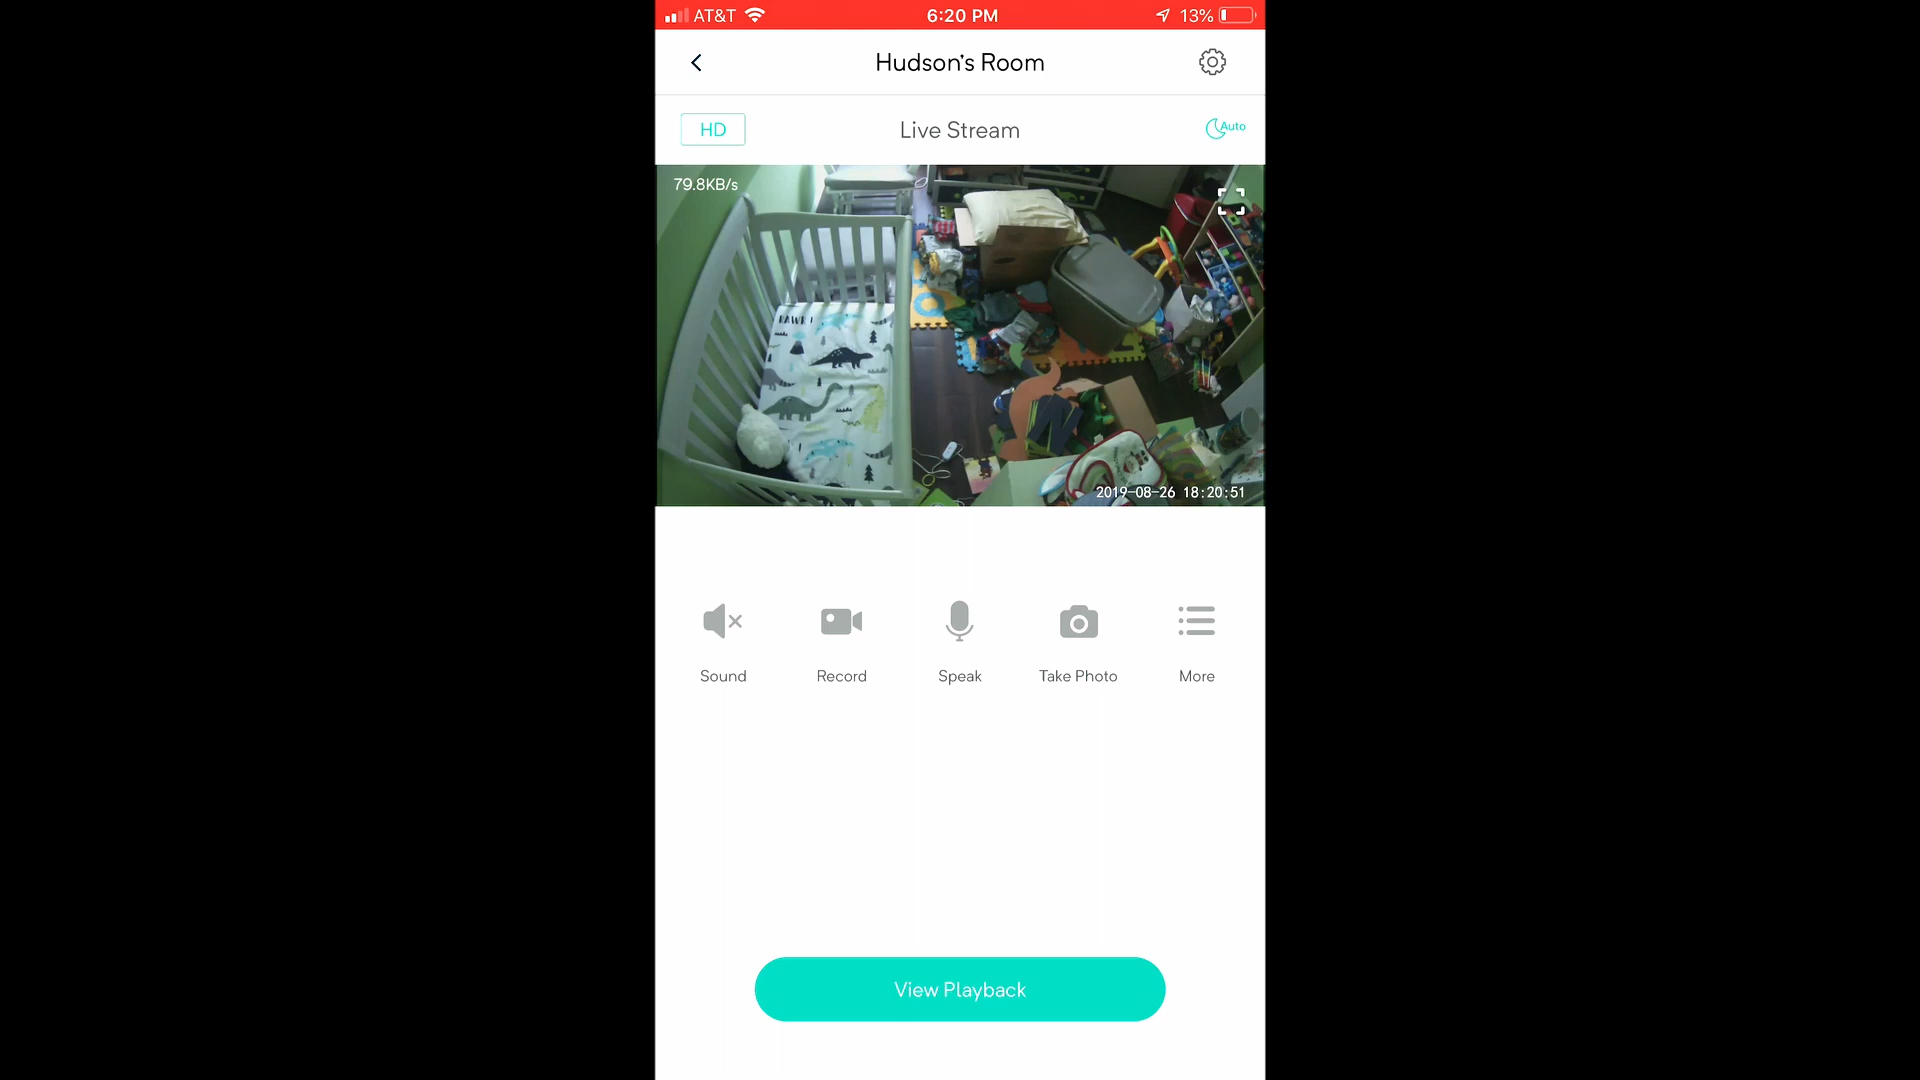 AT&T
6:20 PM
13%
Hudson's Room
HD
Live Stream
Auto
79.8KB/s
RAWR!
2019-08-26 18:20:51
Sound
Record
Speak
Take Photo
More
View Playback